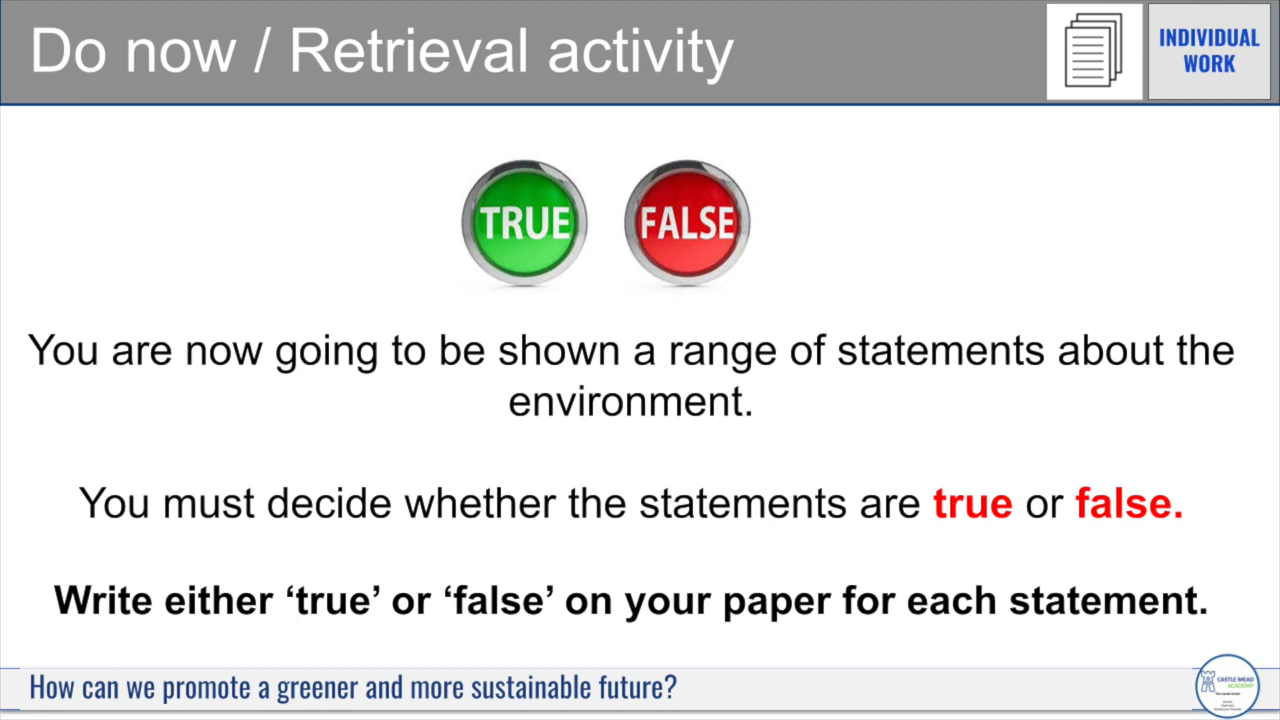 Do now / Retrieval activity
INDIVIDUAL
WORK
TRUE
FALSE
You are now going to be shown a range of statements about the
environment.
You must decide whether the statements are true or false.
Write either ‘true’ or ‘false’ on your paper for each statement.
How can we promote a greener and more sustainable future?
CASTLE MEAD
ACADEMY